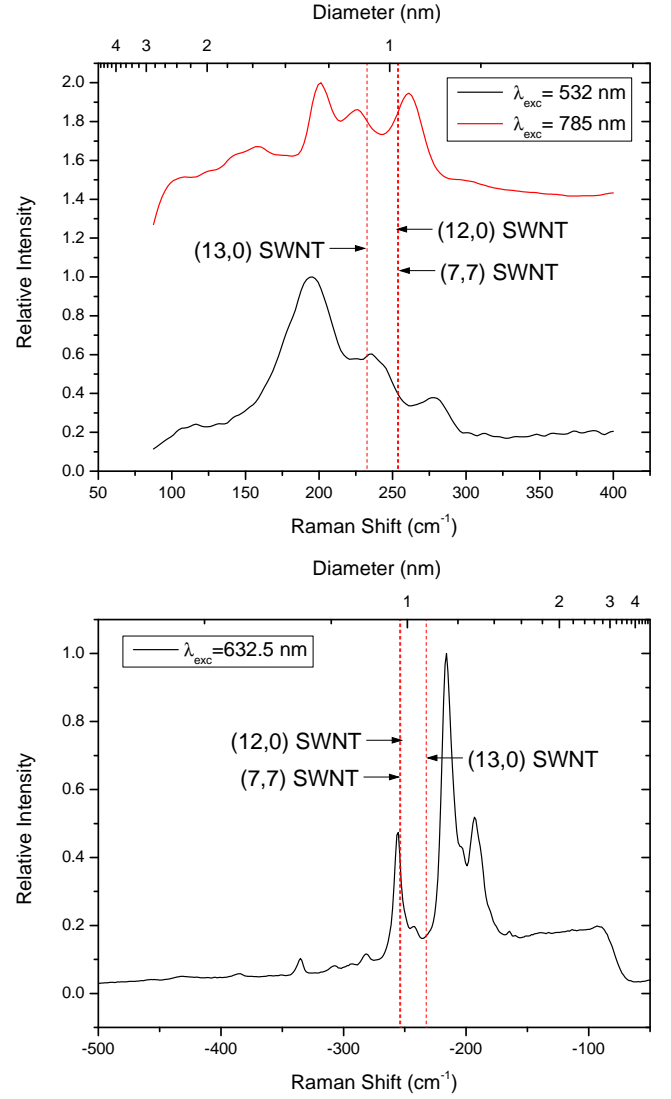 Diameter (nm)
4 3 2 1
2.0
1.8
1.6
1.4
1.2
1.0
0.8
0.6
0.4
0.2
0.0
Relative Intensity
λexc= 532 nm
λexc= 785 nm
(12,0) SWNT
(13,0) SWNT
(7,7) SWNT
50 100 150 200 250 300 350 400
Raman Shift (cm-1)
Diameter (nm)
1 2 3 4
1.0
0.8
0.6
0.4
0.2
0.0
Relative Intensity
λexc=632.5 nm
(12,0) SWNT
(13,0) SWNT
(7,7) SWNT
-500 -400 -300 -200 -100
Raman Shift (cm-1)